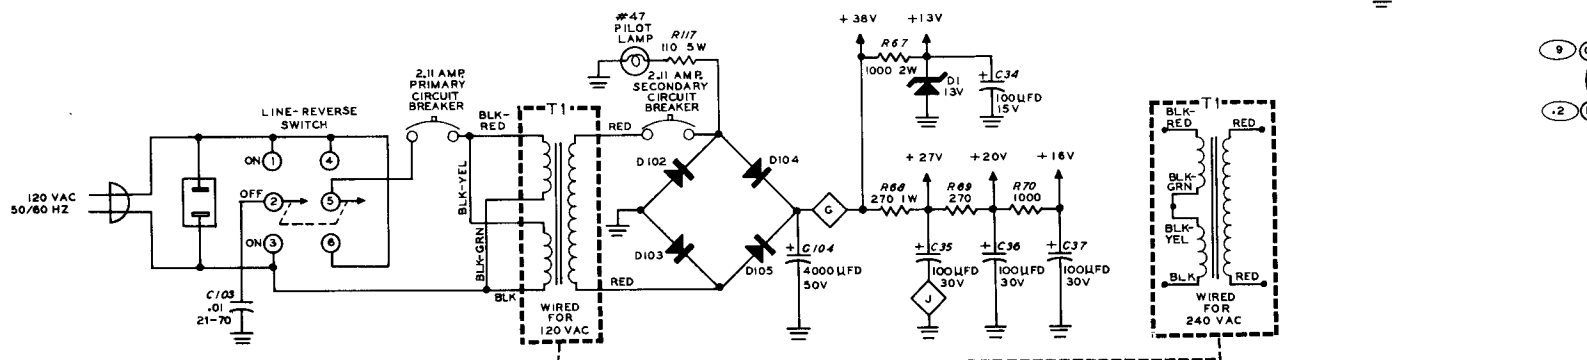 120 VAC
50/60 HZ
LINE-REVERSE
SWITCH
ON 1
4
OFF 2
5
ON 3
6
C103
.01
21-70
2.11 AMP.
PRIMARY
CIRCUIT
BREAKER
BLK-
RED
BLK-YEL
BLK-GRN
BLK
T1
WIRED
FOR
120 VAC
#47
PILOT
LAMP
R117
110 5W
2.11 AMP.
SECONDARY
CIRCUIT
BREAKER
RED
RED
D102
D104
D103
D105
+ C104
4000 µFD
50V
G
+38V
+13V
R67
1000 2W
D1
13V
+ C34
100µFD
15V
+27V
+20V
+16V
R68
270 1W
R69
270
R70
1000
+ C35
100µFD
30V
J
+ C36
100µFD
30V
+ C37
100µFD
30V
T1
BLK-
RED
RED
BLK-
GRN
BLK-
YEL
BLK
RED
WIRED
FOR
240 VAC
9
.2